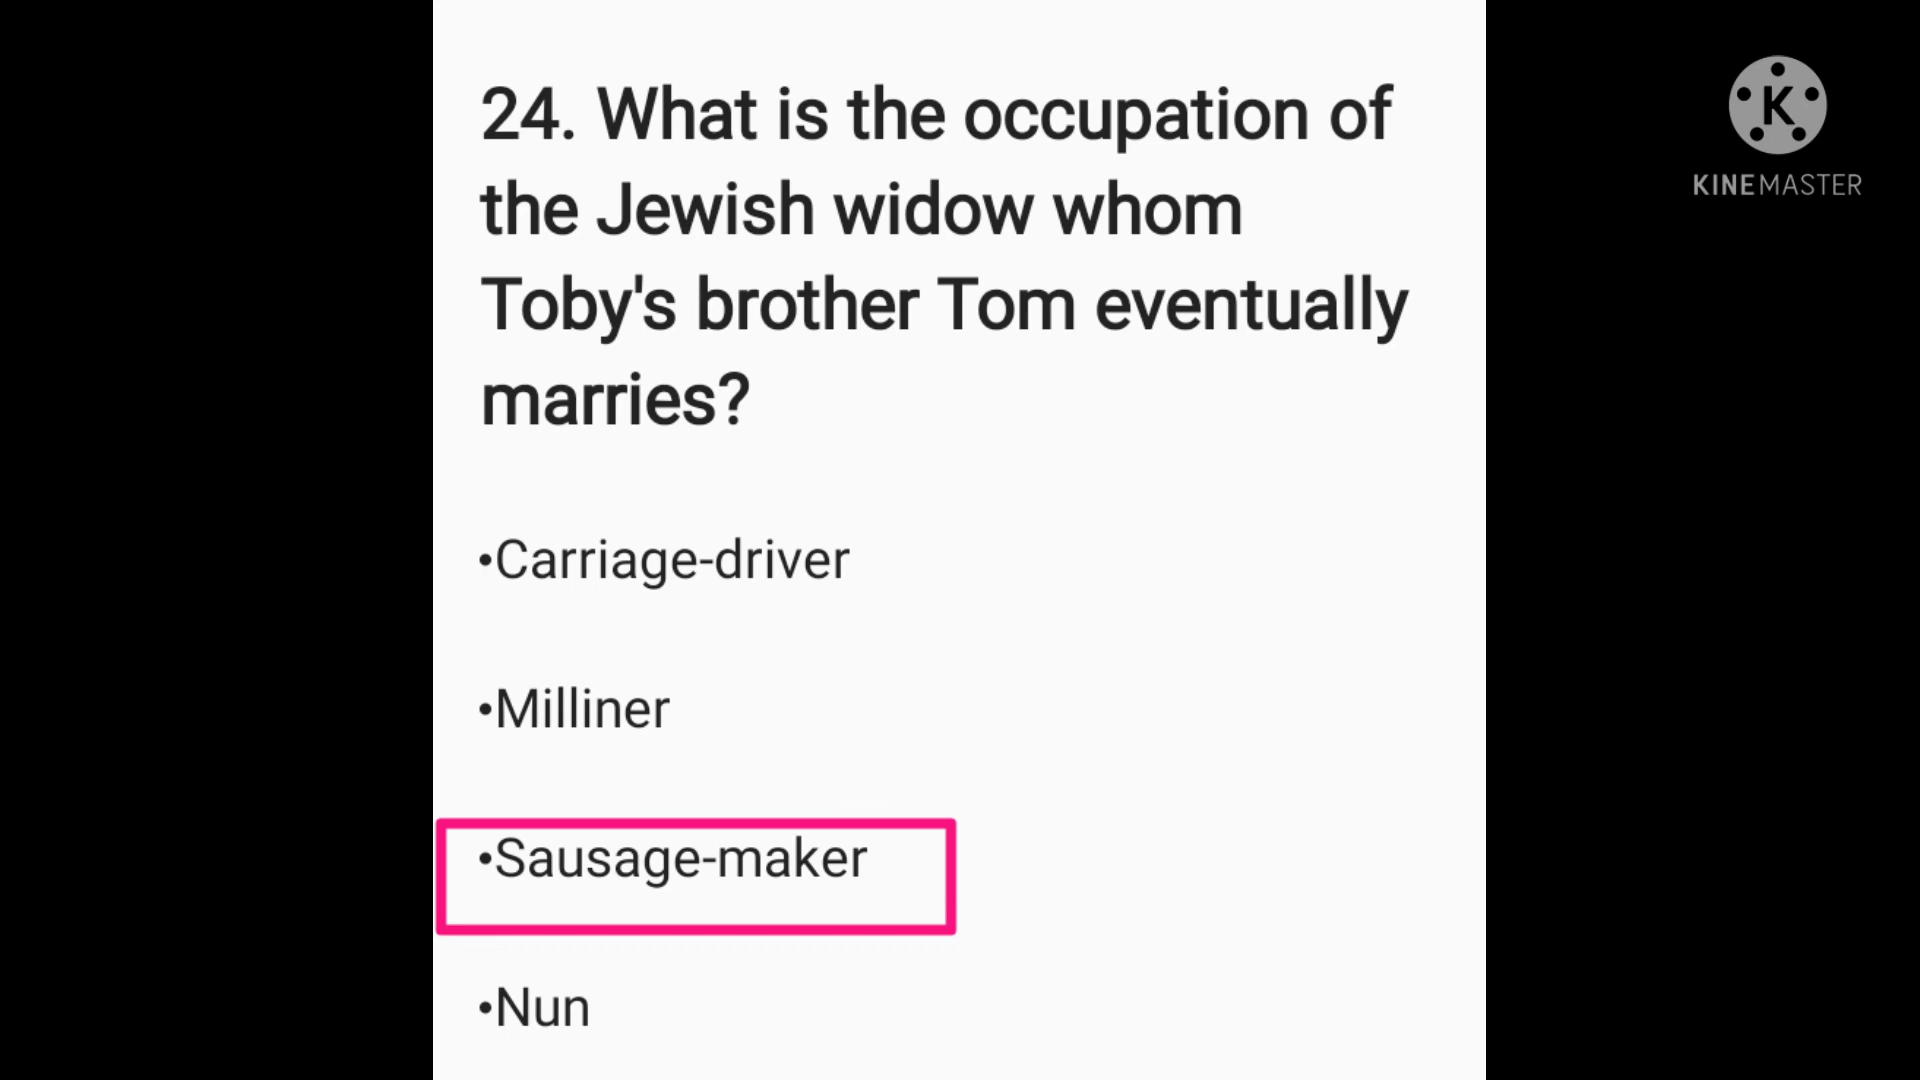 24. What is the occupation of
the Jewish widow whom
Toby's brother Tom eventually
marries?
•Carriage-driver
•Milliner
•Sausage-maker
•Nun
K
KINEMASTER